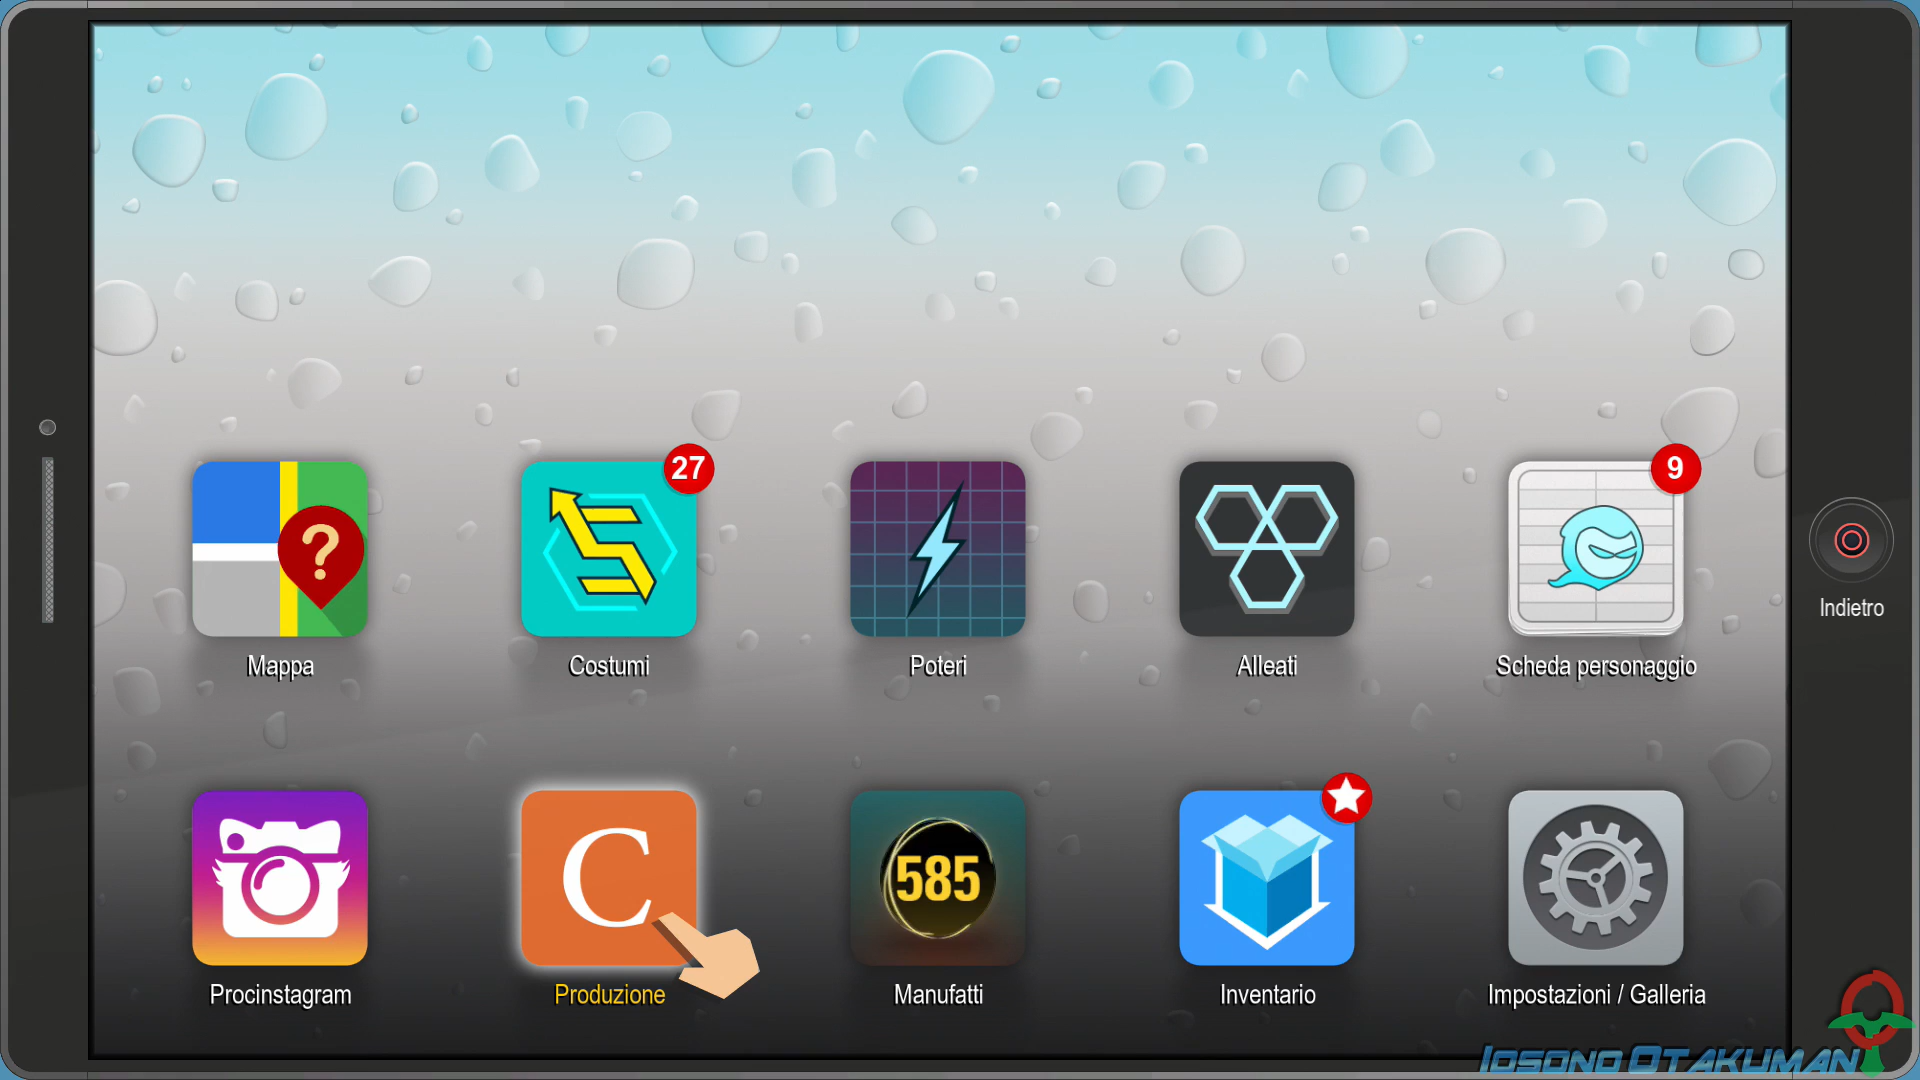 27
9
?
Mappa
Costumi
Poteri
Alleati
Scheda personaggio
Indietro
C
585
Procinstagram
Produzione
Manufatti
Inventario
Impostazioni / Galleria
Iosono Otakuman